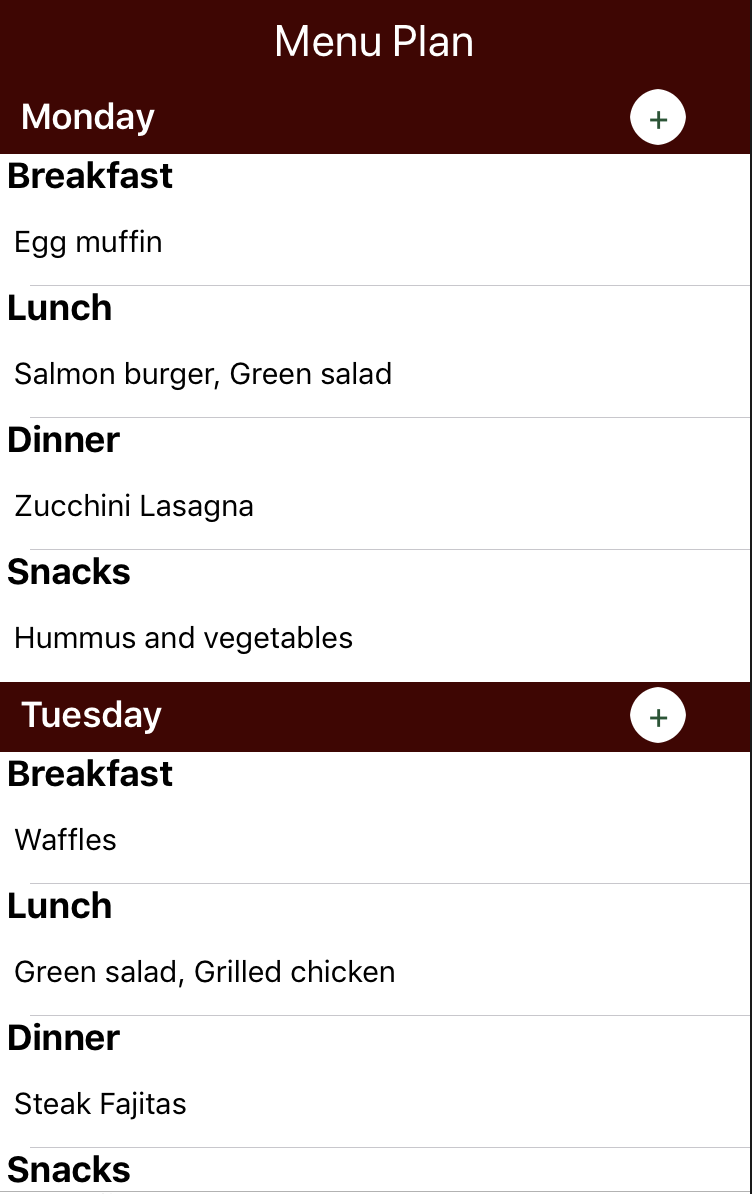 Menu Plan
Monday +
Breakfast
Egg muffin
Lunch
Salmon burger, Green salad
Dinner
Zucchini Lasagna
Snacks
Hummus and vegetables
Tuesday +
Breakfast
Waffles
Lunch
Green salad, Grilled chicken
Dinner
Steak Fajitas
Snacks